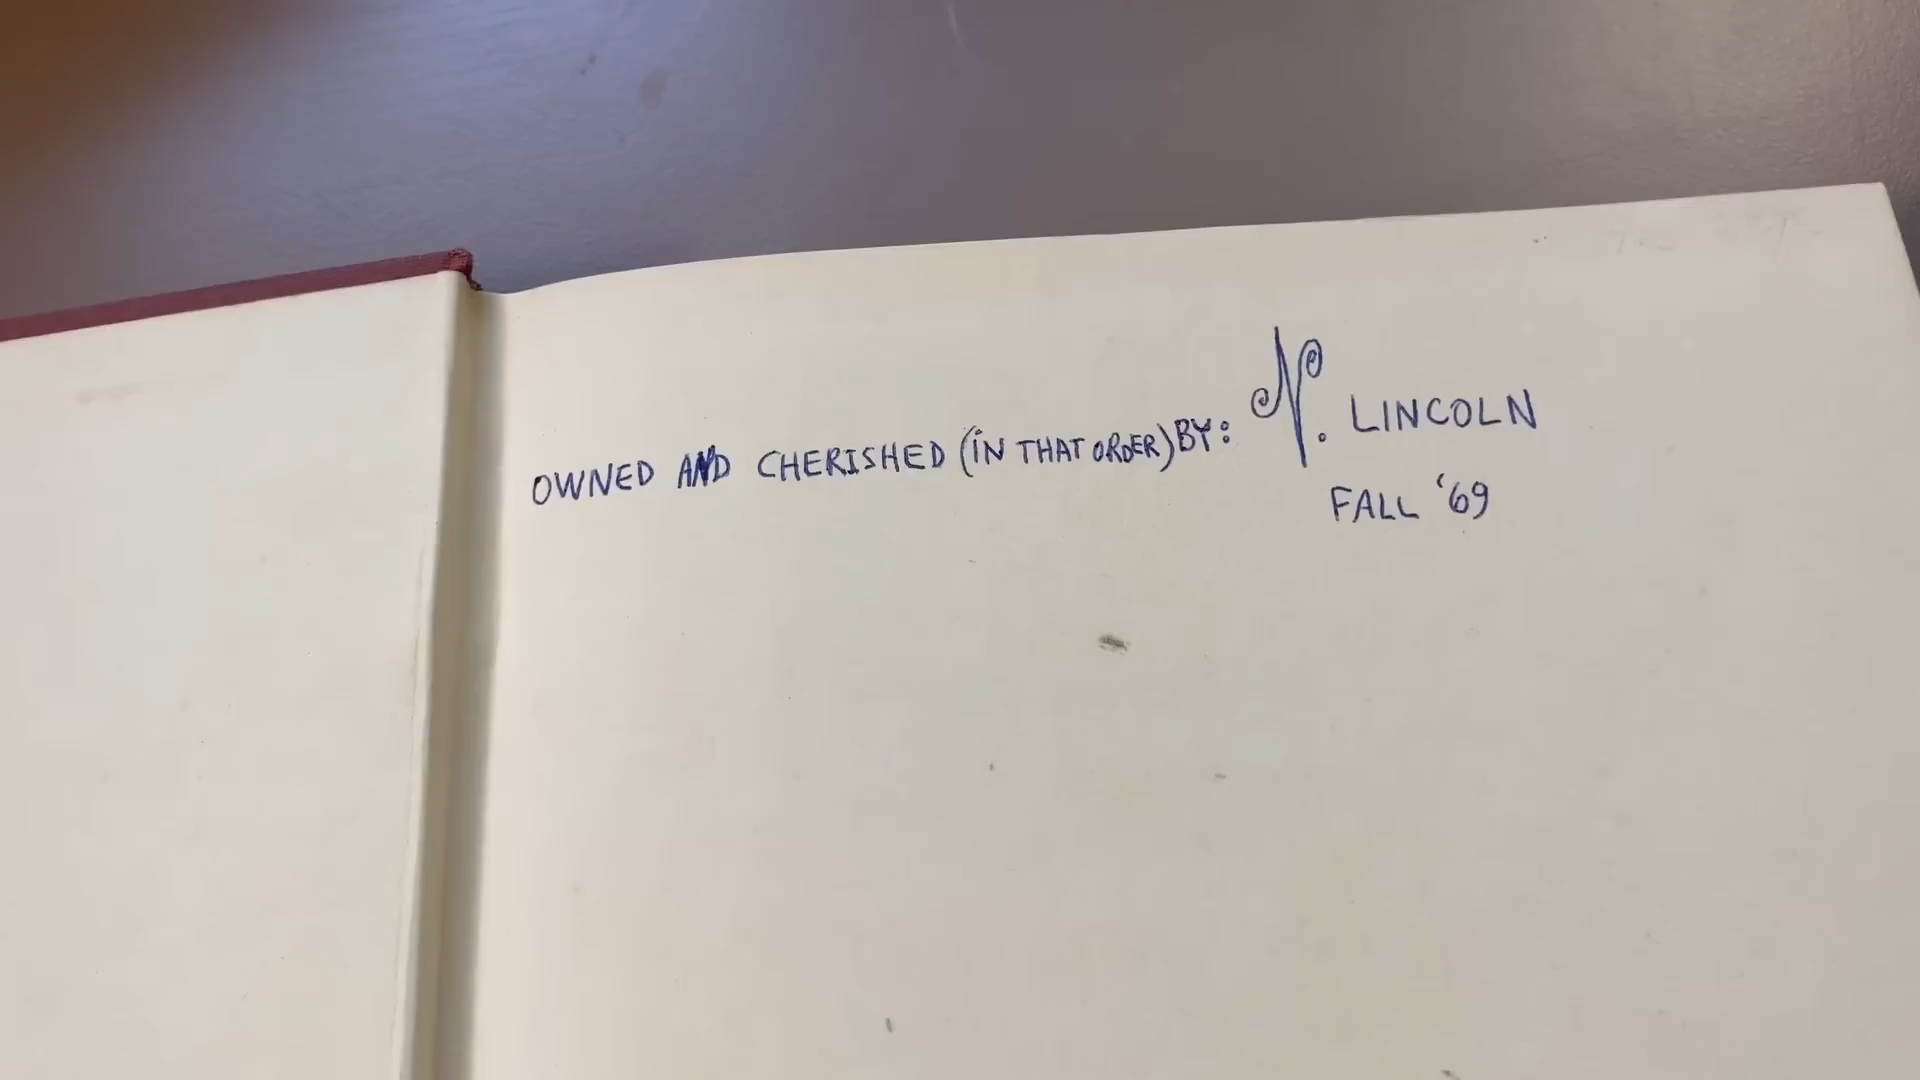 OWNED AND CHERISHED (IN THAT ORDER) BY: N. LINCOLN
FALL '69